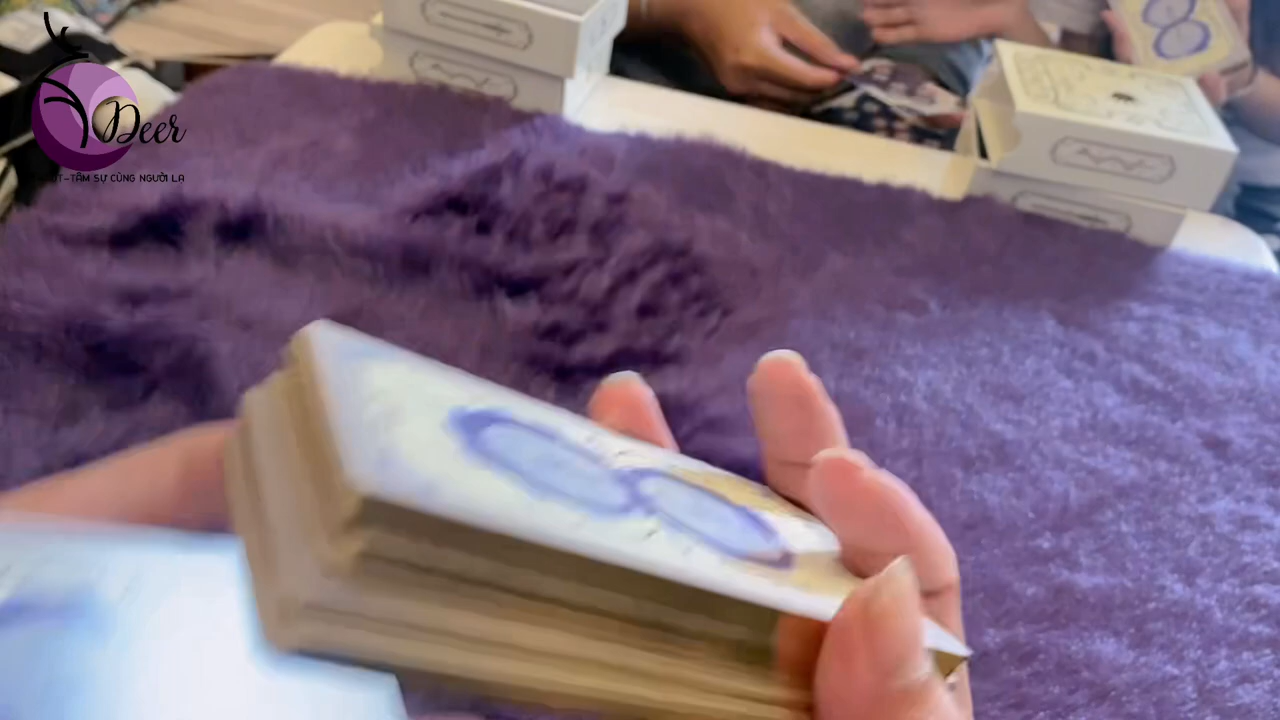 Deer
TÂM SỰ CÙNG NGƯỜI LẠ